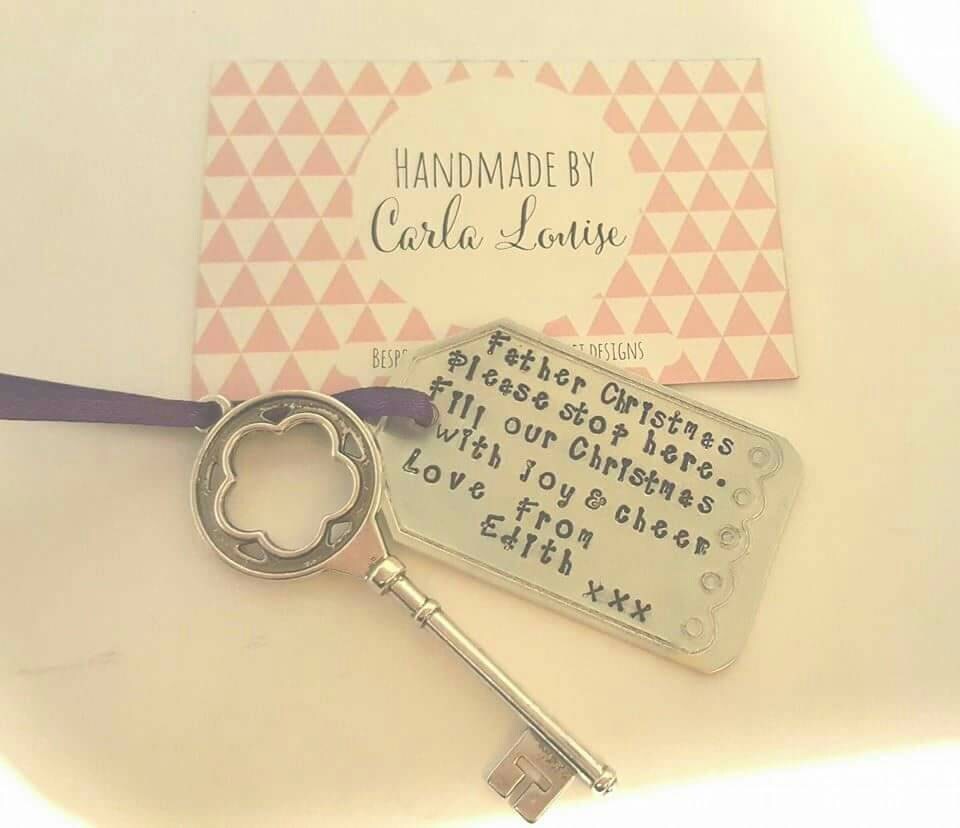 HANDMADE BY
Carla Louise
DESIGNS
Father Christmas
Please stop here.
Fill our Christmas
with Joy & cheer
Love From
Edith xxx